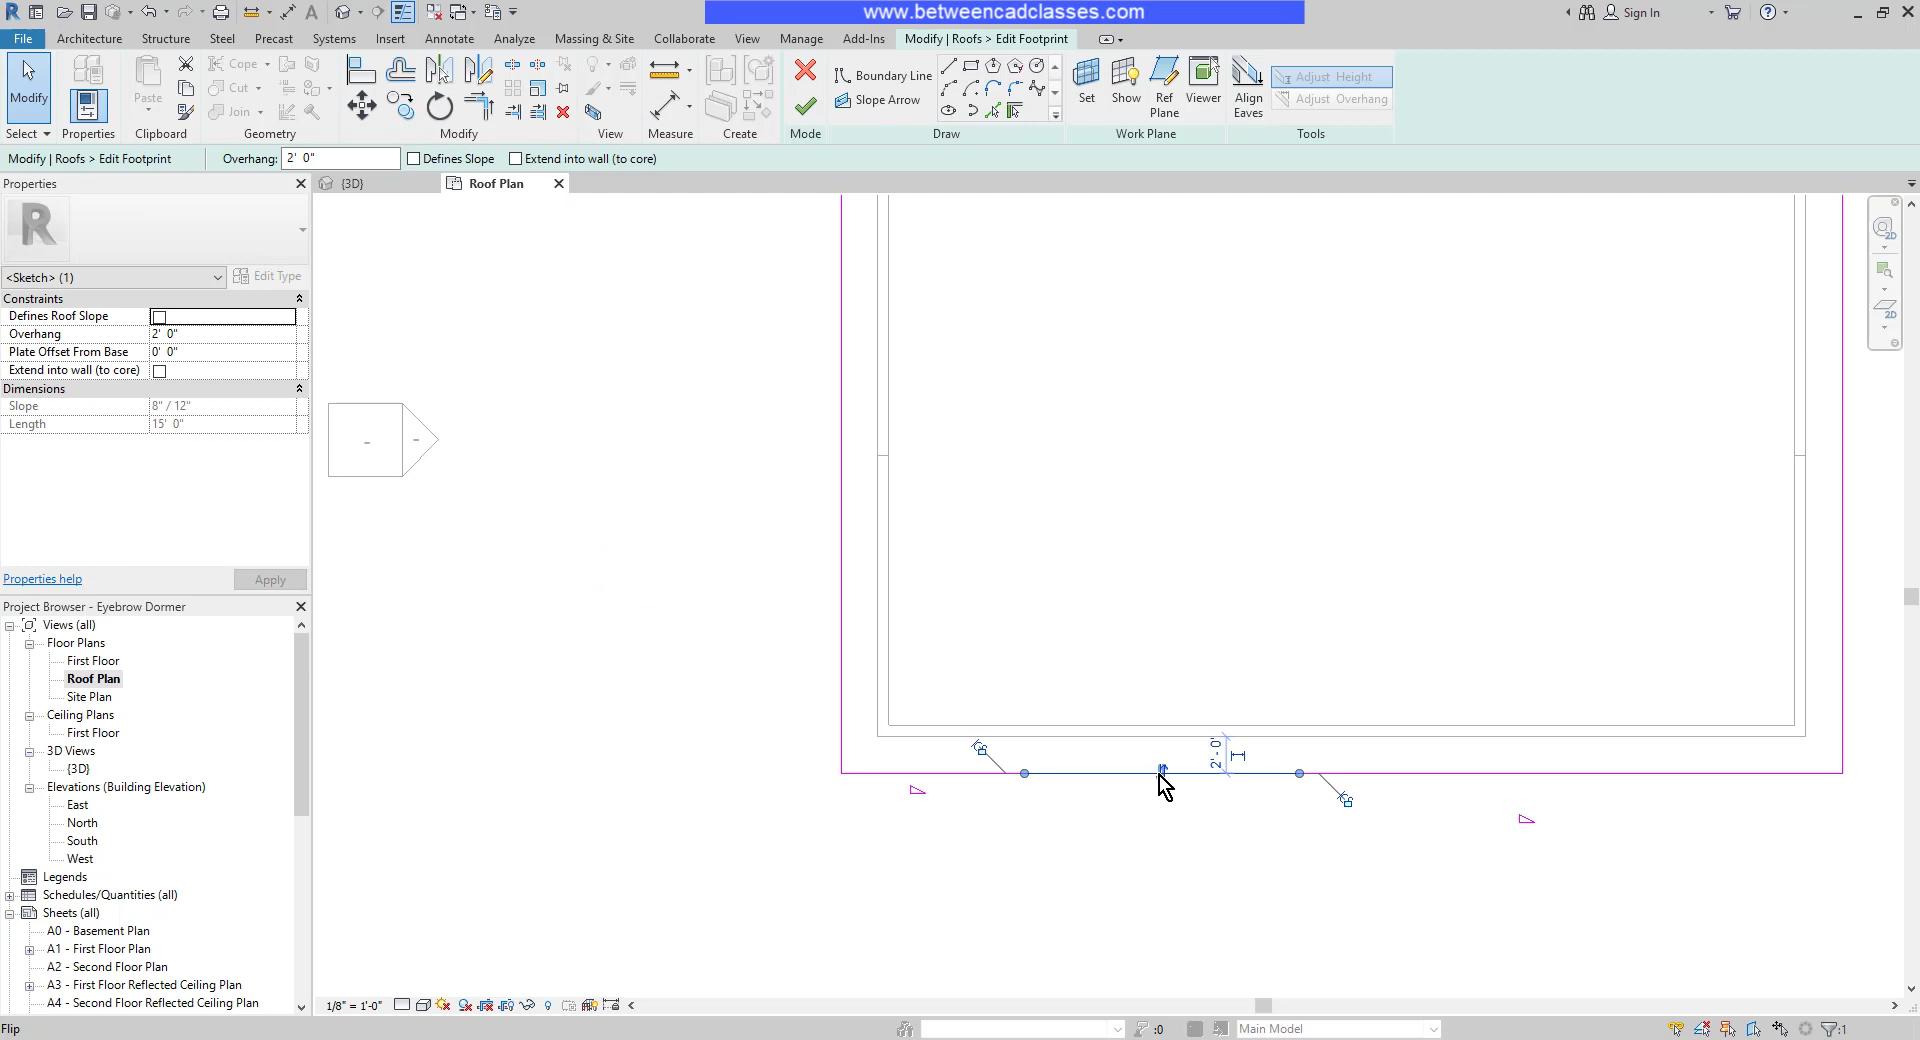 www.betweencadclasses.com
Sign In
File
Architecture
Structure
Steel
Precast
Systems
Insert
Annotate
Analyze
Massing & Site
Collaborate
View
Manage
Add-Ins
Modify | Roofs > Edit Footprint
Modify
Paste
Cope
Cut
Join
Boundary Line
Slope Arrow
Set
Show
Ref
Plane
Viewer
Align
Eaves
Adjust Height
Adjust Overhang
Select
Properties
Clipboard
Geometry
Modify
View
Measure
Create
Mode
Draw
Work Plane
Tools
Modify | Roofs > Edit Footprint
Overhang:
2' 0"
Defines Slope
Extend into wall (to core)
Properties
{3D}
Roof Plan
<Sketch> (1)
Edit Type
Constraints
Defines Roof Slope
Overhang
2' 0"
Plate Offset From Base
0' 0"
Extend into wall (to core)
Dimensions
Slope
8" / 12"
Length
15' 0"
Properties help
Apply
Project Browser - Eyebrow Dormer
Views (all)
Floor Plans
First Floor
Roof Plan
Site Plan
Ceiling Plans
First Floor
3D Views
{3D}
Elevations (Building Elevation)
East
North
South
West
Legends
Schedules/Quantities (all)
Sheets (all)
A0 - Basement Plan
A1 - First Floor Plan
A2 - Second Floor Plan
A3 - First Floor Reflected Ceiling Plan
A4 - Second Floor Reflected Ceiling Plan
2' - 0"
2D
2D
1/8" = 1'-0"
Flip
:0
Main Model
:1